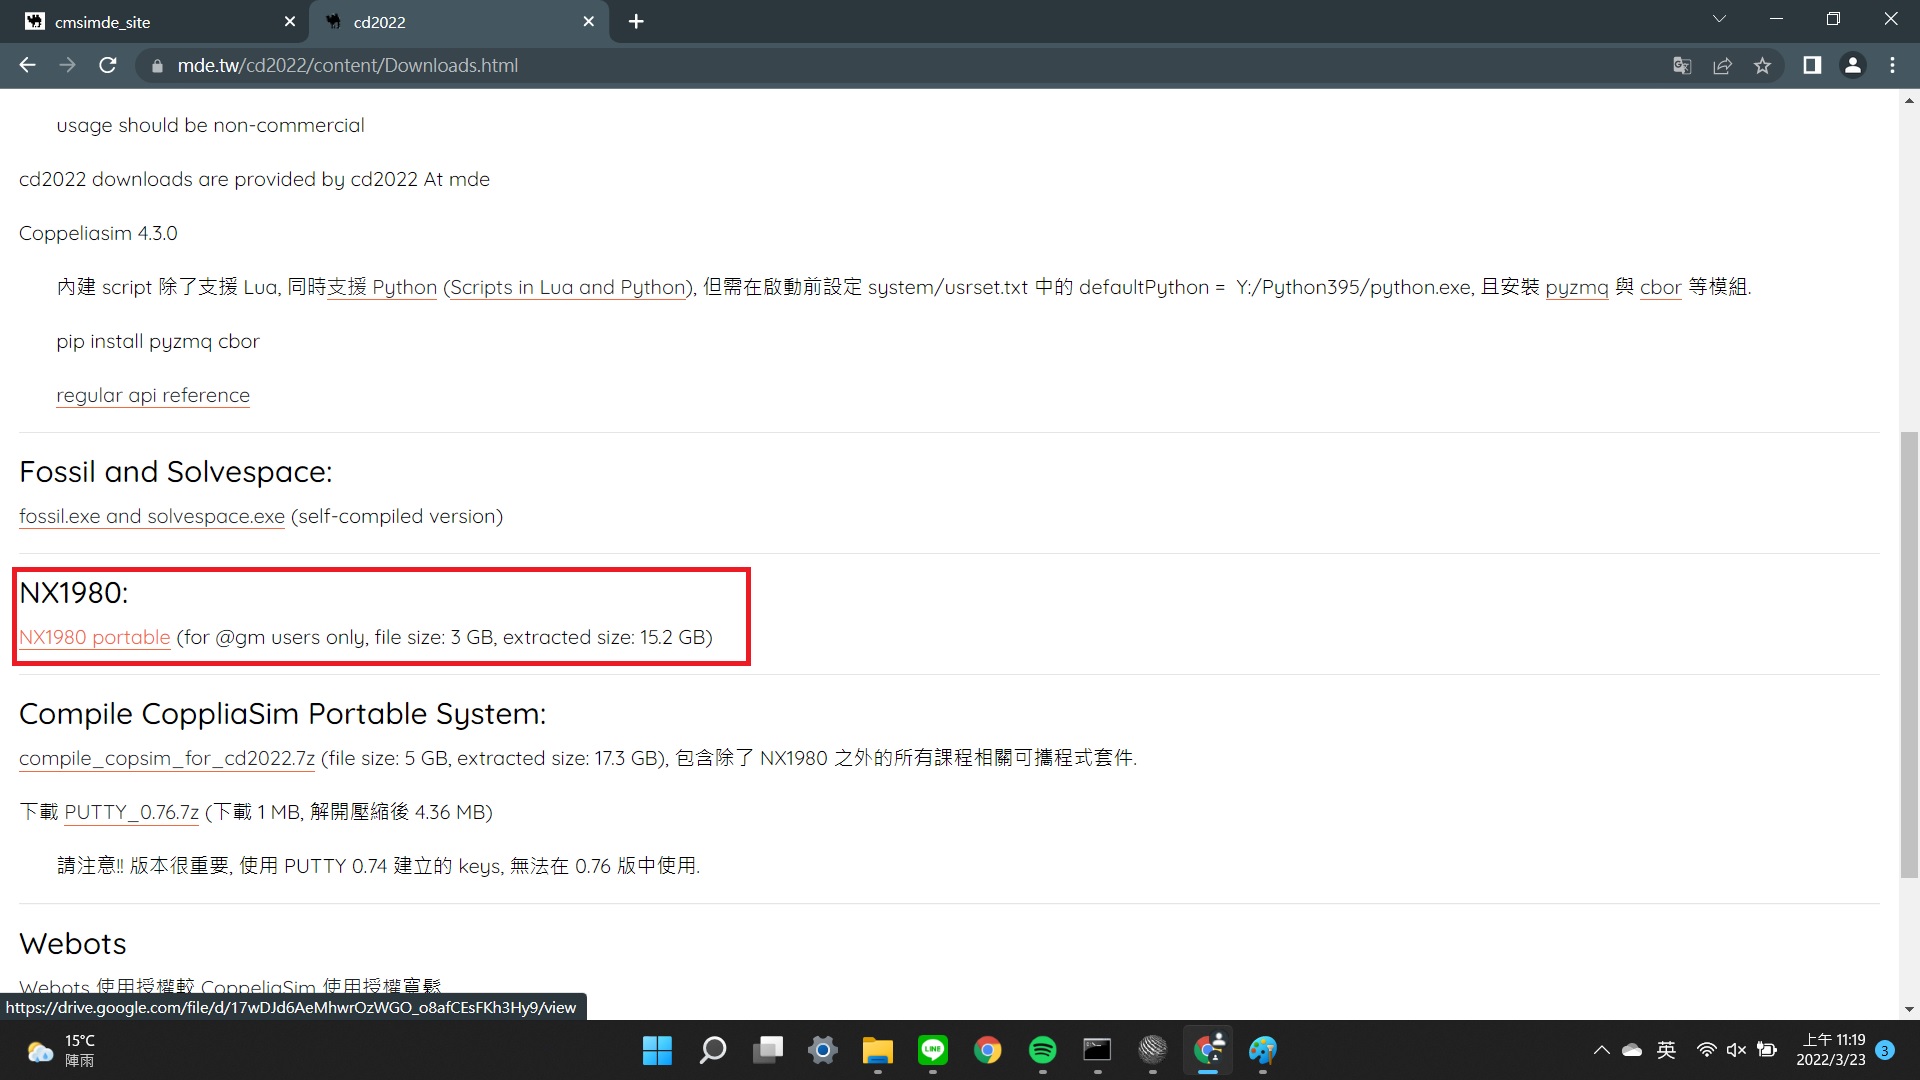 cmsimde_site
cd2022
mde.tw/cd2022/content/Downloads.html
usage should be non-commercial
cd2022 downloads are provided by cd2022 At mde
Coppeliasim 4.3.0
內建 script 除了支援 Lua, 同時支援 Python (Scripts in Lua and Python), 但需在啟動前設定 system/usrset.txt 中的 defaultPython = Y:/Python395/python.exe, 且安裝 pyzmq 與 cbor 等模組.
pip install pyzmq cbor
regular api reference
Fossil and Solvespace:
fossil.exe and solvespace.exe (self-compiled version)
NX1980:
NX1980 portable (for @gm users only, file size: 3 GB, extracted size: 15.2 GB)
Compile CoppliaSim Portable System:
compile_copsim_for_cd2022.7z (file size: 5 GB, extracted size: 17.3 GB), 包含除了 NX1980 之外的所有課程相關可攜程式套件.
下載 PUTTY_0.76.7z (下載 1 MB, 解開壓縮後 4.36 MB)
請注意!! 版本很重要, 使用 PUTTY 0.74 建立的 keys, 無法在 0.76 版中使用.
Webots
Webots 使用授權較 CoppeliaSim 使用授權寬鬆
https://drive.google.com/file/d/17wDJd6AeMhwrOzWGO_o8afCEsFKh3Hy9/view
15°C
陣雨
LINE
英
上午 11:19
2022/3/23
3